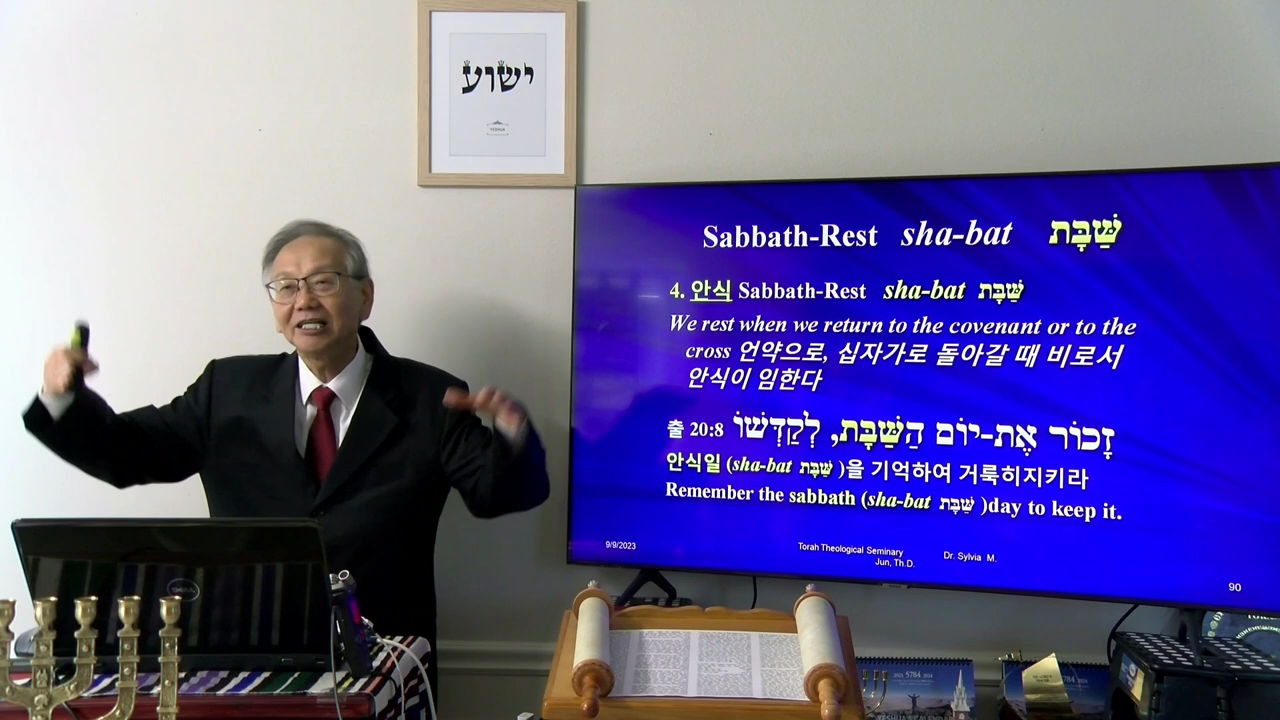 ישוע
YESHUA
Sabbath-Rest sha-bat שַׁבָּת
4. 안식 Sabbath-Rest sha-bat שַׁבָּת
We rest when we return to the covenant or to the
cross 언약으로, 십자가로 돌아갈 때 비로서
안식이 임한다
출 20:8 זָכוֹר אֶת-יוֹם הַשַּׁבָּת, לְקַדְּשׁוֹ
안식일 (sha-bat שַׁבָּת )을 기억하여 거룩히지키라
Remember the sabbath (sha-bat שַׁבָּת )day to keep it.
9/9/2023
Torah Theological Seminary Dr. Sylvia M.
Jun, Th.D.
90
DELL
5784